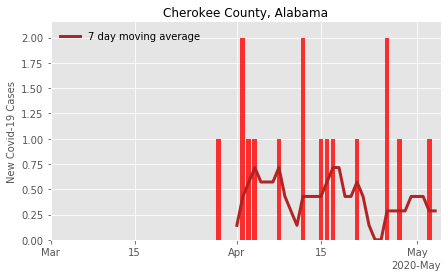 Cherokee County, Alabama
7 day moving average
New Covid-19 Cases
2.00
1.75
1.50
1.25
1.00
0.75
0.50
0.25
0.00
Mar 15 Apr 15 May
2020-May